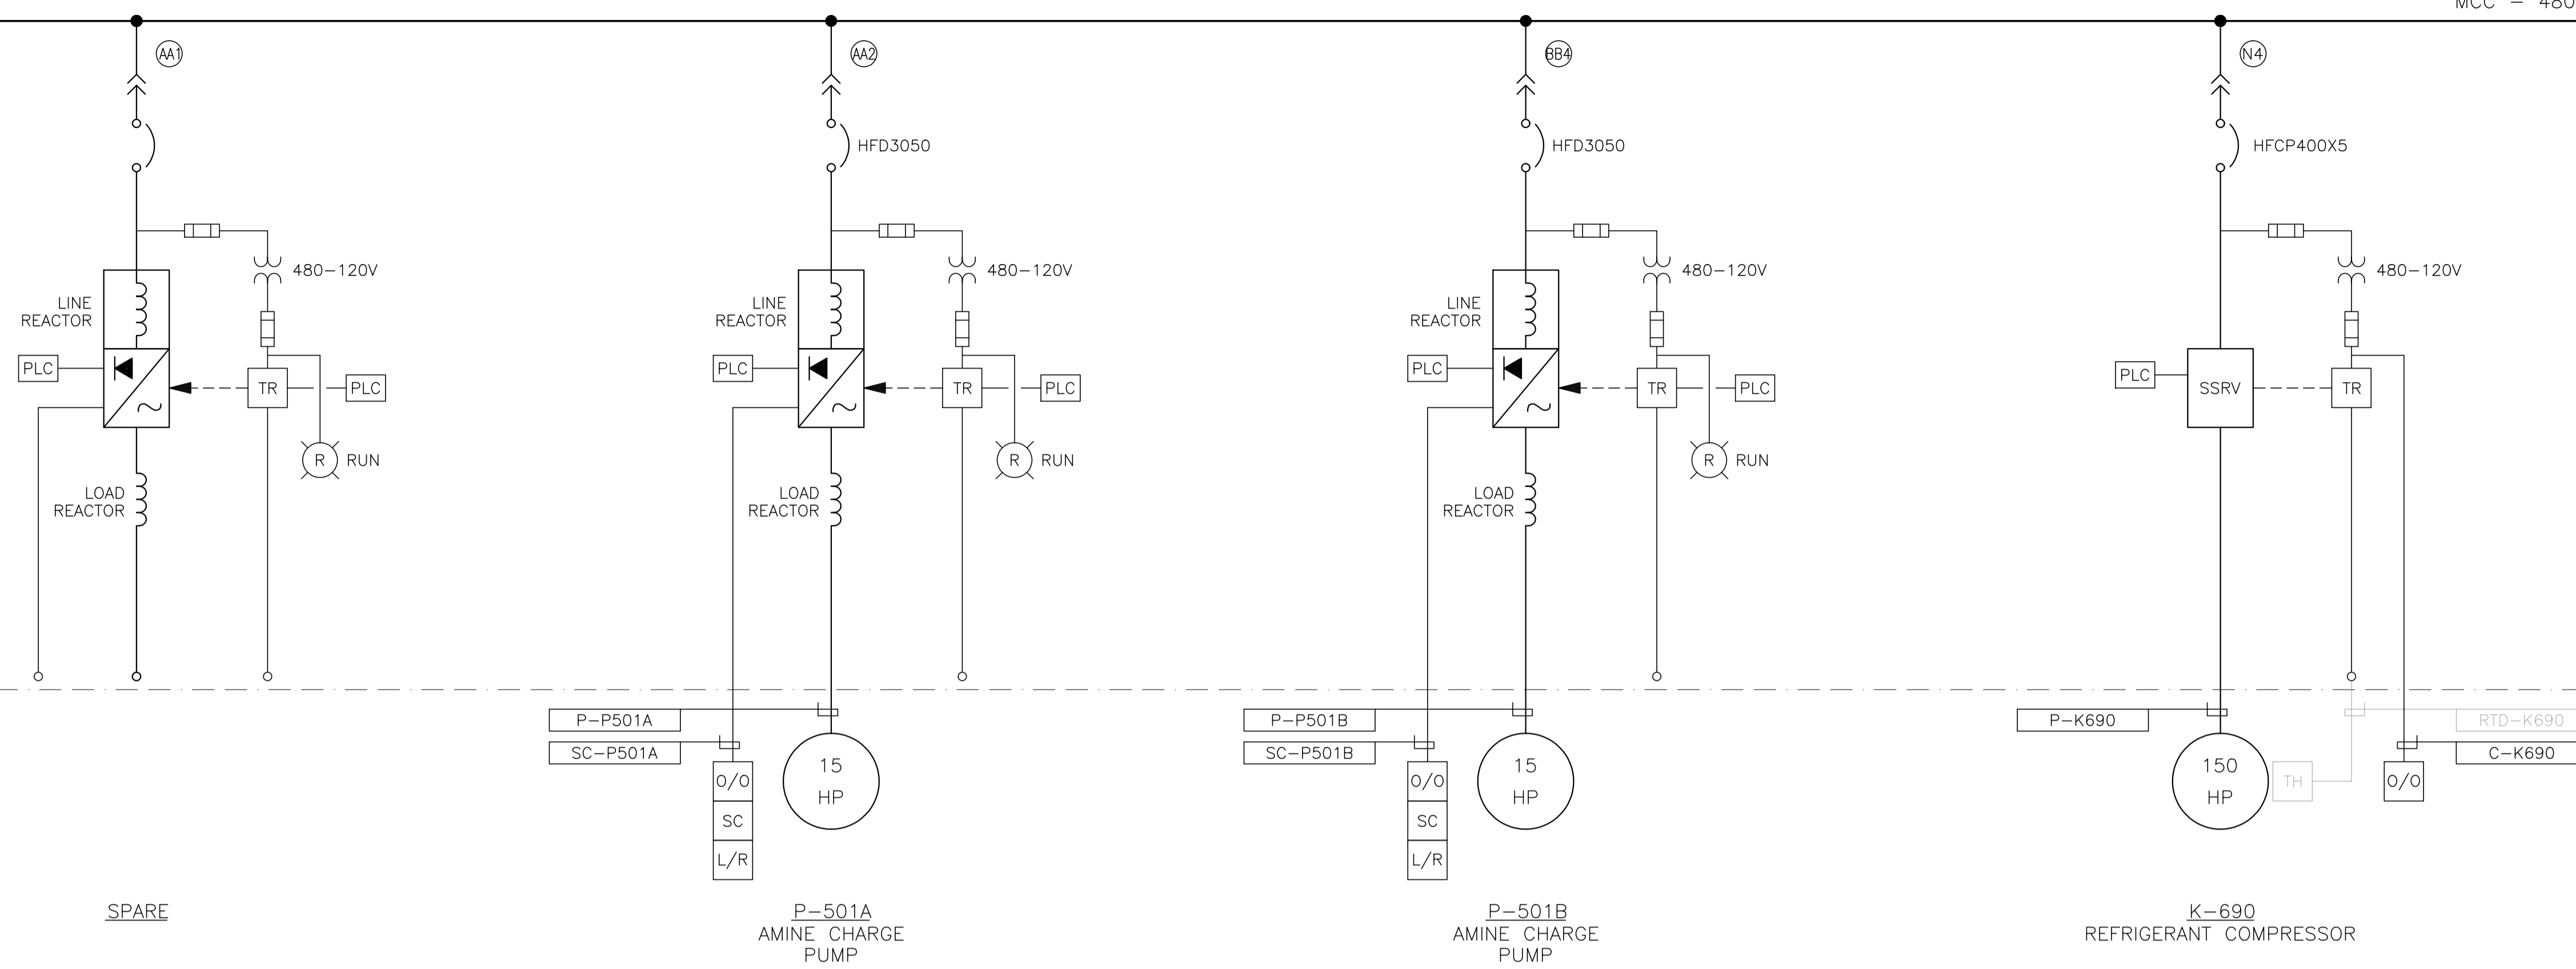 MCC - 480
AA1
AA2
BB4
N4
HFD3050
HFD3050
HFCP400X5
480-120V
480-120V
480-120V
480-120V
LINE
REACTOR
LINE
REACTOR
LINE
REACTOR
PLC
PLC
PLC
PLC
TR
PLC
TR
PLC
TR
PLC
SSRV
TR
R RUN
R RUN
R RUN
LOAD
REACTOR
LOAD
REACTOR
LOAD
REACTOR
P-P501A
P-P501B
P-K690
RTD-K690
SC-P501A
SC-P501B
C-K690
15
HP
15
HP
150
HP
TH
O/O
O/O
O/O
SC
SC
L/R
L/R
SPARE
P-501A
AMINE CHARGE
PUMP
P-501B
AMINE CHARGE
PUMP
K-690
REFRIGERANT COMPRESSOR